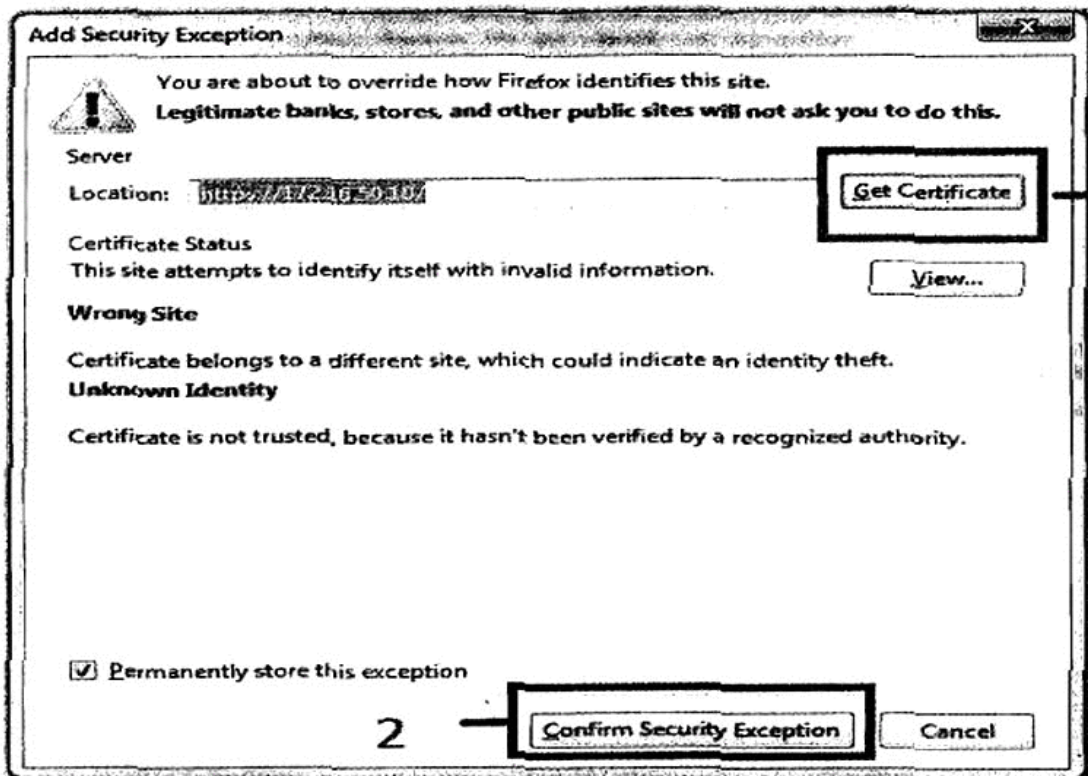 Add Security Exception
You are about to override how Firefox identifies this site.
Legitimate banks, stores, and other public sites will not ask you to do this.
Server
Location:
Get Certificate
Certificate Status
This site attempts to identify itself with invalid information.
View...
Wrong Site
Certificate belongs to a different site, which could indicate an identity theft.
Unknown Identity
Certificate is not trusted, because it hasn't been verified by a recognized authority.
Permanently store this exception
2
Confirm Security Exception
Cancel